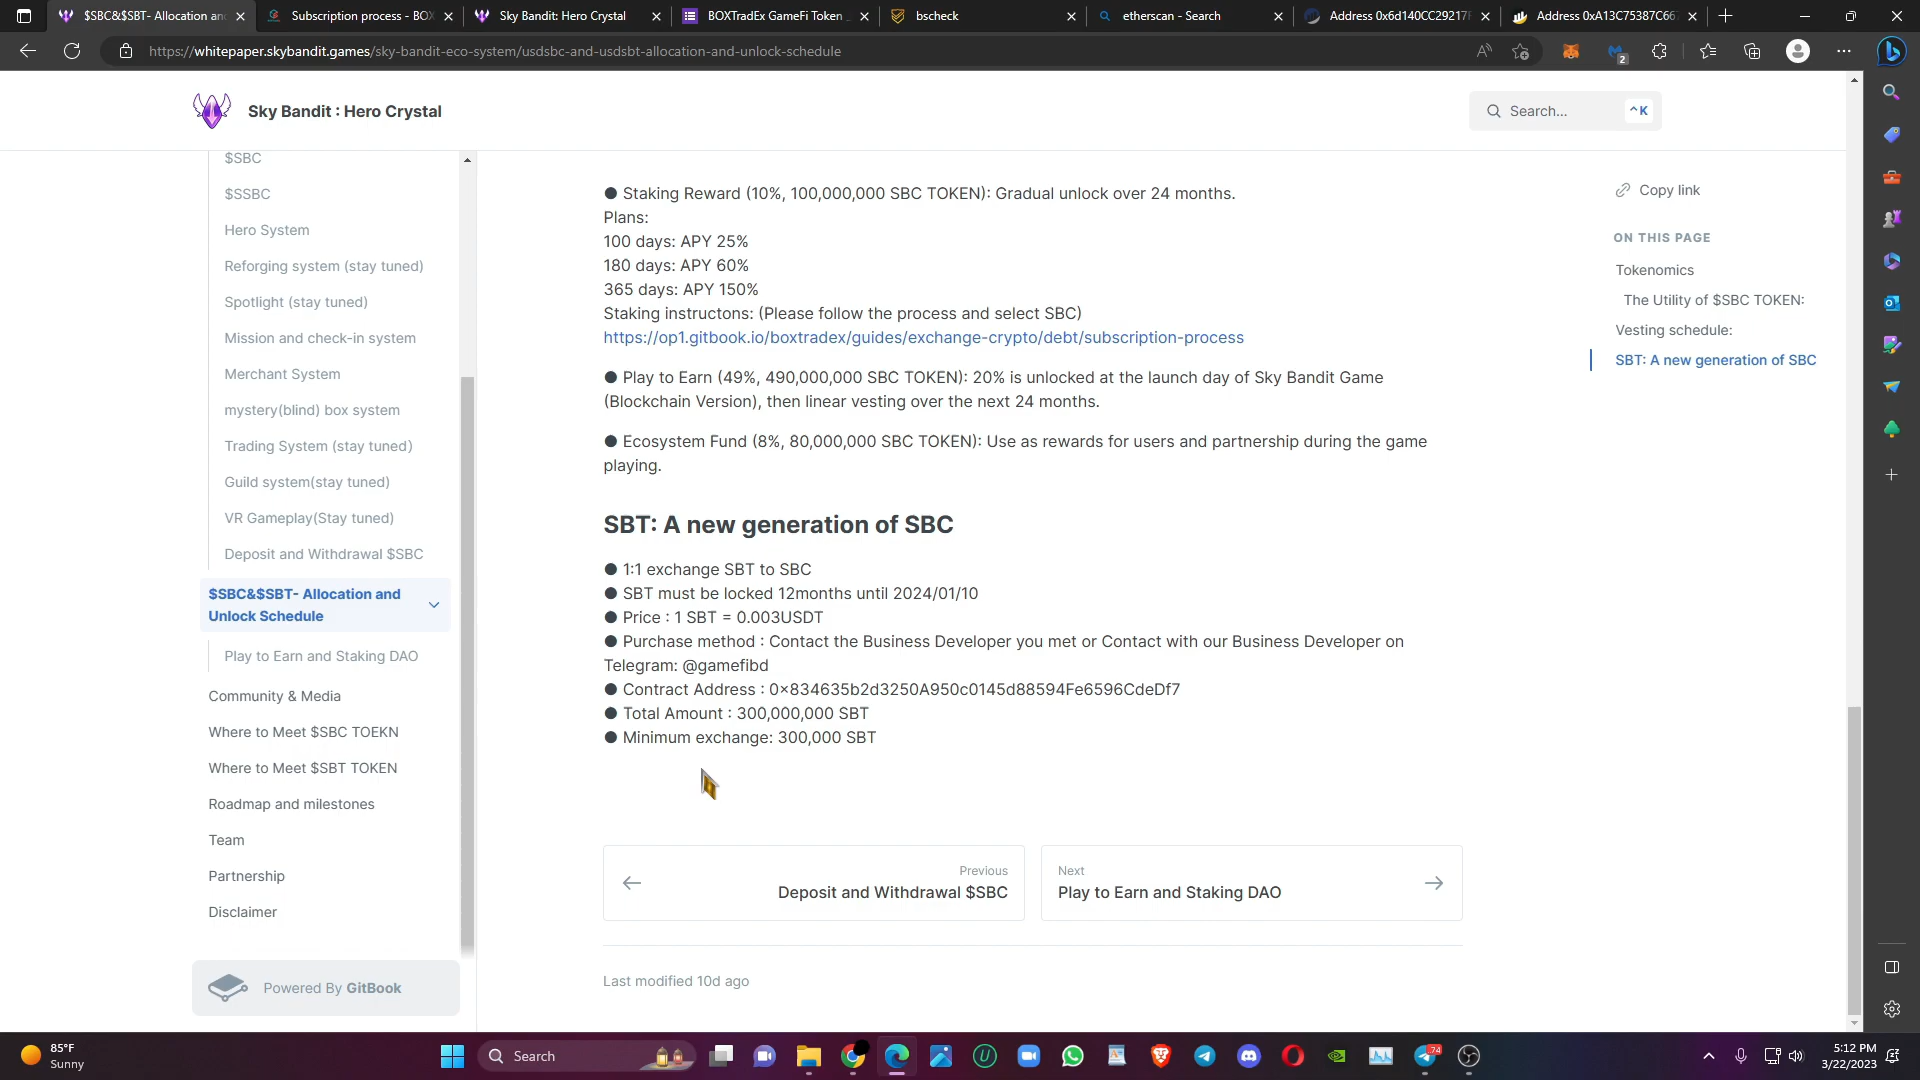 $SBC&$SBT- Allocation an
Subscription process - BOX
Sky Bandit: Hero Crystal
BOXTradEx GameFi Token
bscheck
etherscan - Search
Address 0x6d140CC29217
Address 0xA13C75387C66
https://whitepaper.skybandit.games/sky-bandit-eco-system/usdsbc-and-usdsbt-allocation-and-unlock-schedule
2
Sky Bandit : Hero Crystal
Search...
^K
$SBC
$SSBC
Hero System
Reforging system (stay tuned)
Spotlight (stay tuned)
Mission and check-in system
Merchant System
mystery(blind) box system
Trading System (stay tuned)
Guild system(stay tuned)
VR Gameplay(Stay tuned)
Deposit and Withdrawal $SBC
$SBC&$SBT- Allocation and
Unlock Schedule
Play to Earn and Staking DAO
Community & Media
Where to Meet $SBC TOEKN
Where to Meet $SBT TOKEN
Roadmap and milestones
Team
Partnership
Disclaimer
Powered By GitBook
● Staking Reward (10%, 100,000,000 SBC TOKEN): Gradual unlock over 24 months.
Plans:
100 days: APY 25%
180 days: APY 60%
365 days: APY 150%
Staking instructons: (Please follow the process and select SBC)
https://op1.gitbook.io/boxtradex/guides/exchange-crypto/debt/subscription-process
● Play to Earn (49%, 490,000,000 SBC TOKEN): 20% is unlocked at the launch day of Sky Bandit Game
(Blockchain Version), then linear vesting over the next 24 months.
● Ecosystem Fund (8%, 80,000,000 SBC TOKEN): Use as rewards for users and partnership during the game
playing.
SBT: A new generation of SBC
● 1:1 exchange SBT to SBC
● SBT must be locked 12months until 2024/01/10
● Price : 1 SBT = 0.003USDT
● Purchase method : Contact the Business Developer you met or Contact with our Business Developer on
Telegram: @gamefibd
● Contract Address : 0×834635b2d3250A950c0145d88594Fe6596CdeDf7
● Total Amount : 300,000,000 SBT
● Minimum exchange: 300,000 SBT
Previous
Deposit and Withdrawal $SBC
Next
Play to Earn and Staking DAO
Last modified 10d ago
Copy link
ON THIS PAGE
Tokenomics
The Utility of $SBC TOKEN:
Vesting schedule:
SBT: A new generation of SBC
85°F
Sunny
Search
74
5:12 PM
3/22/2023